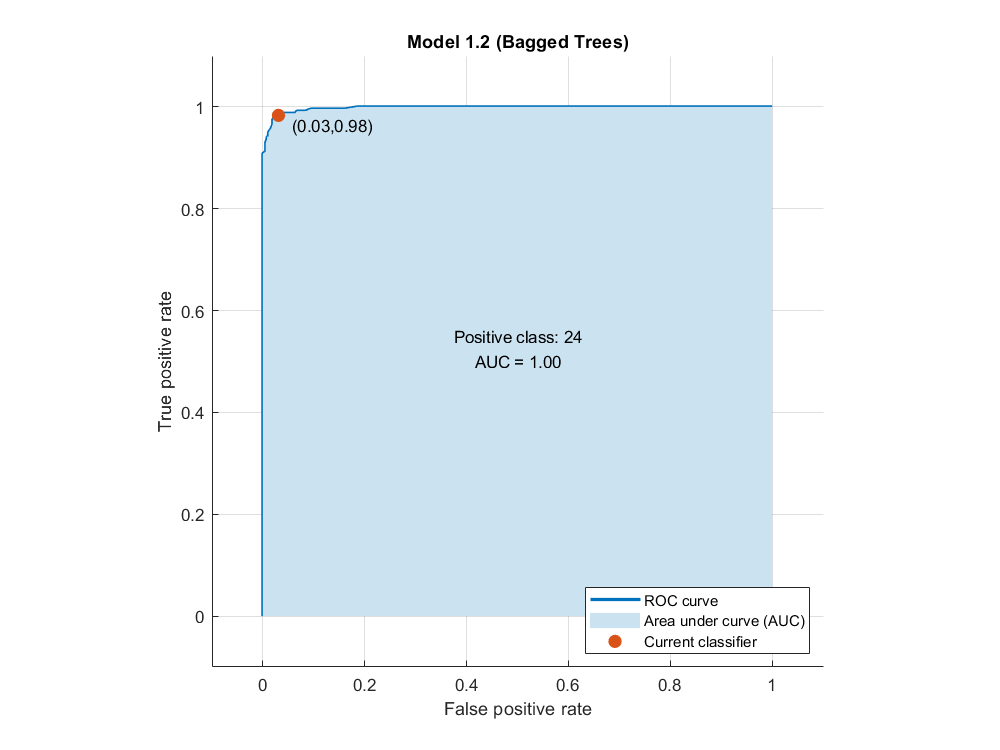 Model 1.2 (Bagged Trees)
1
(0.03,0.98)
0.8
0.6
Positive class: 24
AUC = 1.00
True positive rate
0.4
0.2
0
ROC curve
Area under curve (AUC)
Current classifier
0 0.2 0.4 0.6 0.8 1
False positive rate